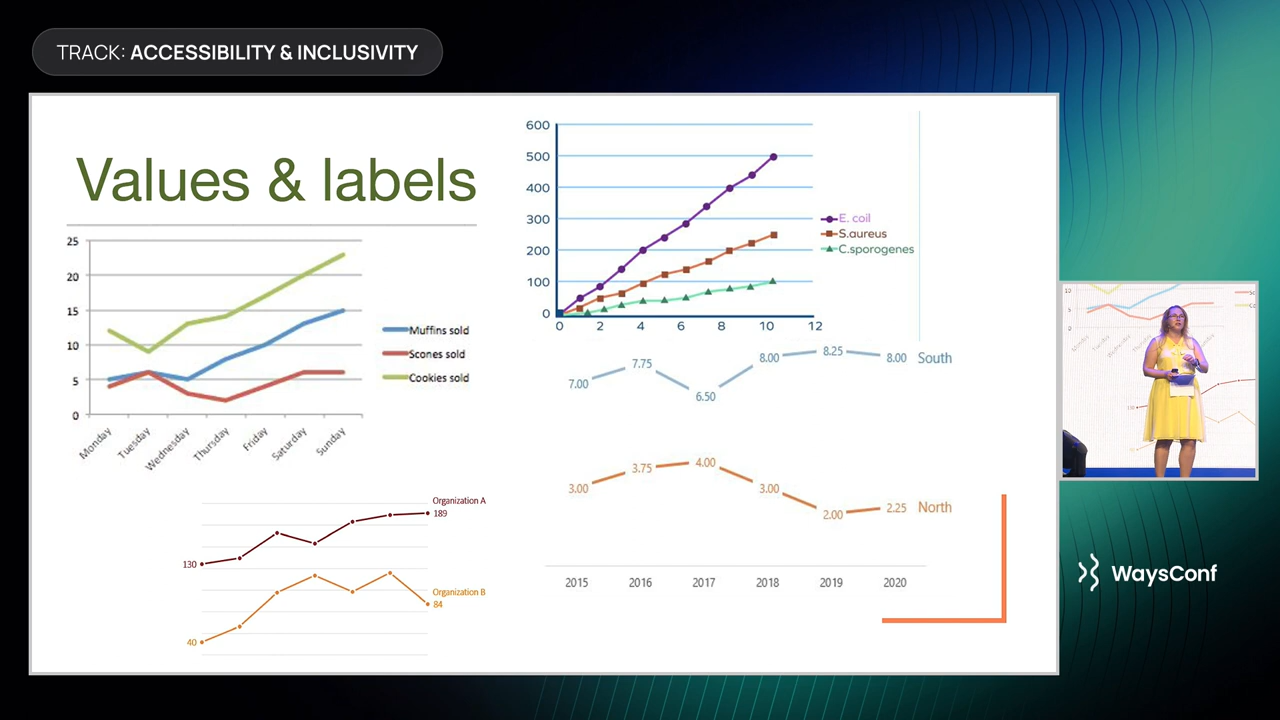 TRACK: ACCESSIBILITY & INCLUSIVITY
Values & labels
25
20
15
10
5
0
Monday
Tuesday
Wednesday
Thursday
Friday
Saturday
Sunday
Muffins sold
Scones sold
Cookies sold
600
500
400
300
200
100
0
0 2 4 6 8 10 12
E. coli
S.aureus
C.sporogenes
7.00 7.75 6.50 8.00 8.25 8.00 South
3.00 3.75 4.00 3.00 2.00 2.25 North
2015 2016 2017 2018 2019 2020
Organization A
189
130
Organization B
84
40
WaysConf